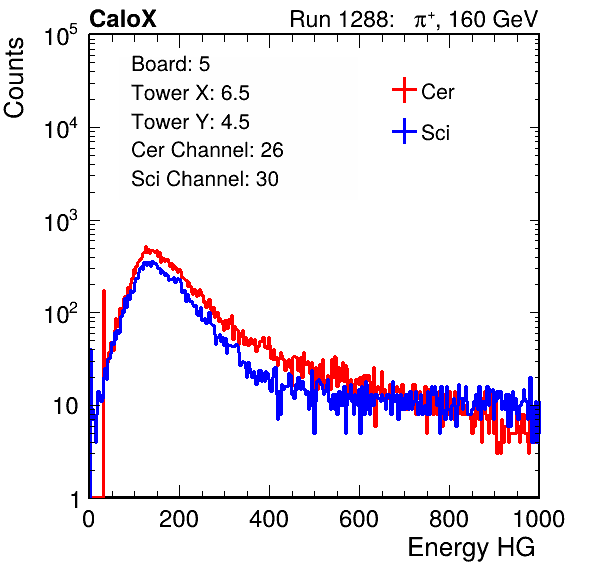 CaloX Run 1288: π⁺, 160 GeV
Board: 5
Tower X: 6.5
Tower Y: 4.5
Cer Channel: 26
Sci Channel: 30
Cer
Sci
Counts
10⁵
10⁴
10³
10²
10
1
0 200 400 600 800 1000
Energy HG